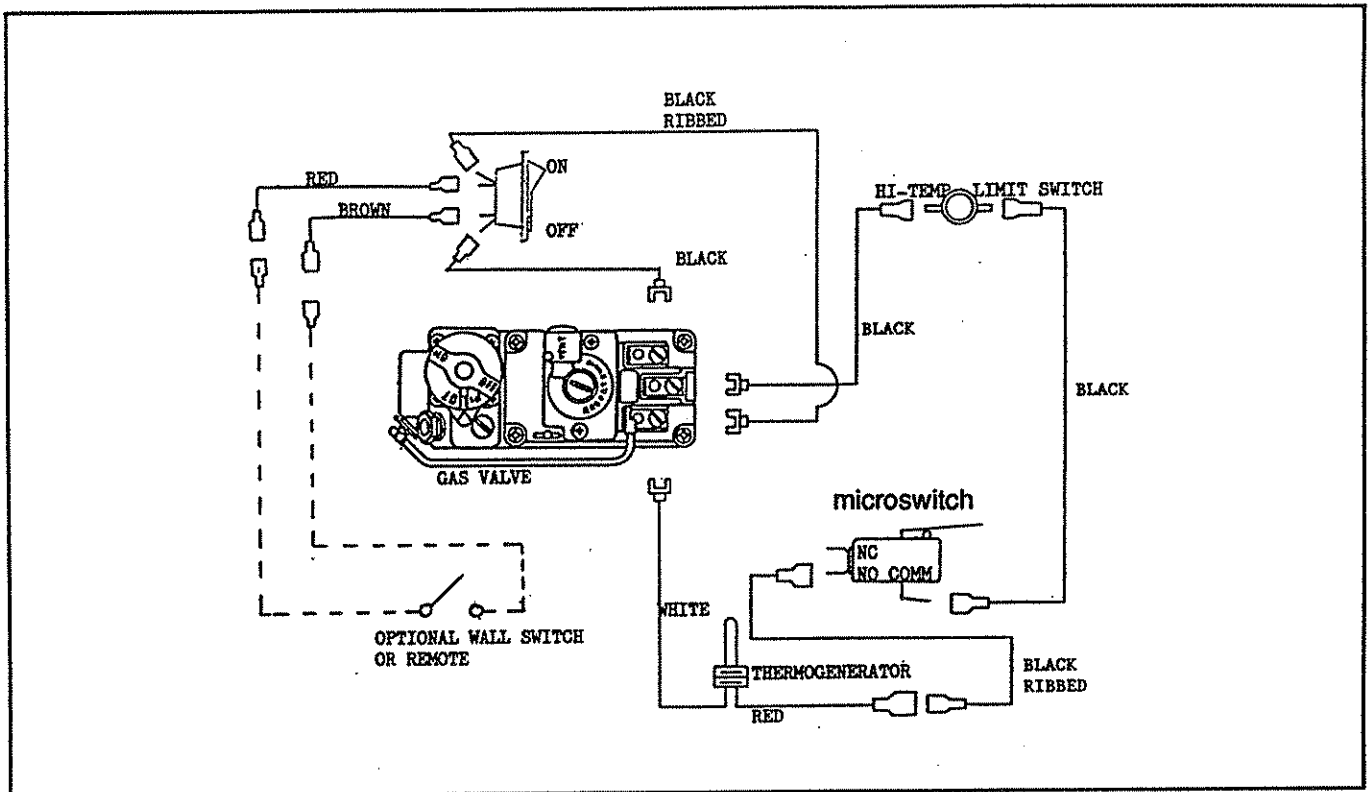 BLACK
RIBBED
ON
RED
HI-TEMP LIMIT SWITCH
BROWN
OFF
BLACK
BLACK
BLACK
GAS VALVE
microswitch
NC
NO COMM
WHITE
OPTIONAL WALL SWITCH
OR REMOTE
THERMOGENERATOR
BLACK
RIBBED
RED